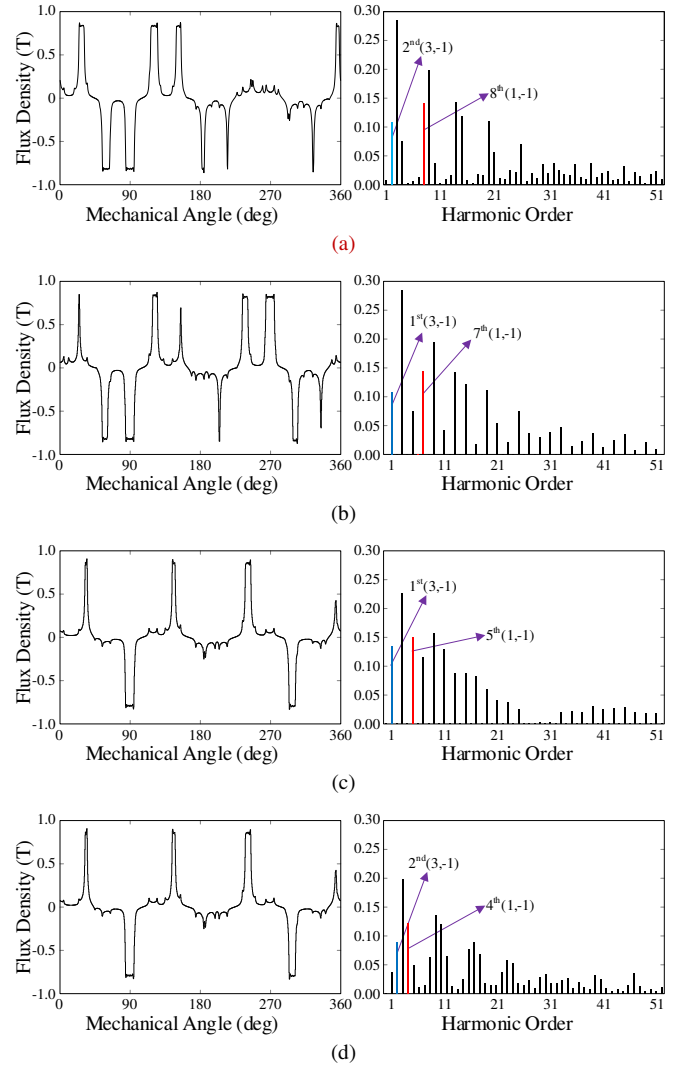 1.0
0.5
0
-0.5
-1.0
Flux Density (T)
0 90 180 270 360
Mechanical Angle (deg)
0.30
0.25
0.20
0.15
0.10
0.05
0.00
2nd(3,-1)
8th(1,-1)
1 11 21 31 41 51
Harmonic Order
(a)
1.0
0.5
0
-0.5
-1.0
Flux Density (T)
0 90 180 270 360
Mechanical Angle (deg)
0.30
0.25
0.20
0.15
0.10
0.05
0.00
1st(3,-1)
7th(1,-1)
1 11 21 31 41 51
Harmonic Order
(b)
1.0
0.5
0
-0.5
-1.0
Flux Density (T)
0 90 180 270 360
Mechanical Angle (deg)
0.30
0.25
0.20
0.15
0.10
0.05
0.00
1st(3,-1)
5th(1,-1)
1 11 21 31 41 51
Harmonic Order
(c)
1.0
0.5
0
-0.5
-1.0
Flux Density (T)
0 90 180 270 360
Mechanical Angle (deg)
0.30
0.25
0.20
0.15
0.10
0.05
0.00
2nd(3,-1)
4th(1,-1)
1 11 21 31 41 51
Harmonic Order
(d)